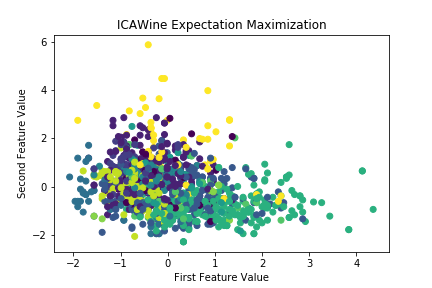 ICAWine Expectation Maximization
6
4
2
0
−2
Second Feature Value
−2 −1 0 1 2 3 4
First Feature Value